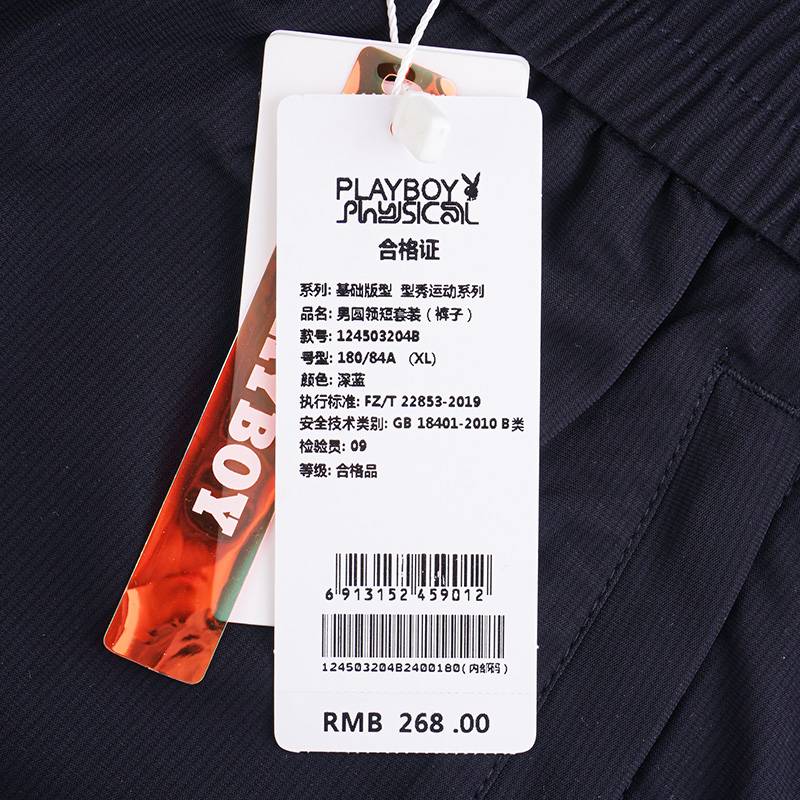 PLAYBOY
PhYSICAL
合格证
系列: 基础版型 型秀运动系列
品名: 男圆领短套装(裤子)
款号: 124503204B
号型: 180/84A (XL)
颜色: 深蓝
执行标准: FZ/T 22853-2019
安全技术类别: GB 18401-2010 B类
检验员: 09
等级: 合格品
6 913152 459012
124503204B2400180(内部码)
RMB 268.00
AYBOY